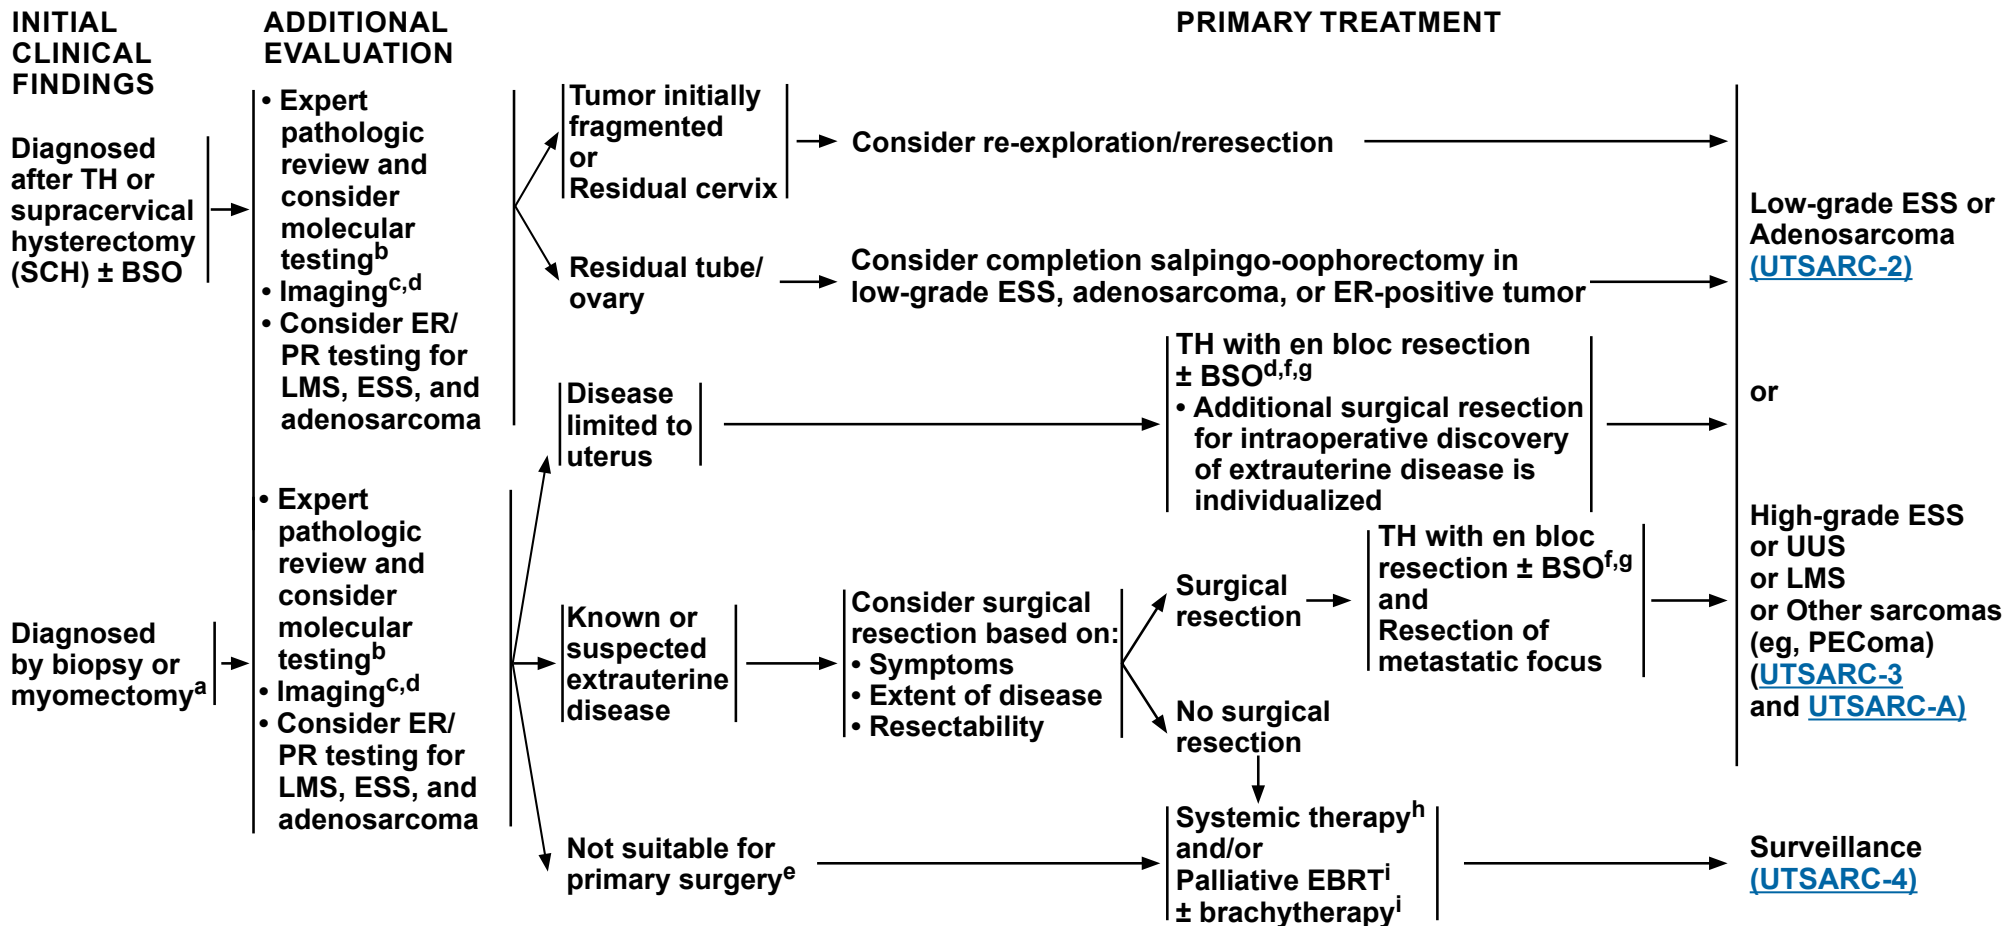 INITIAL
CLINICAL
FINDINGS
ADDITIONAL
EVALUATION
PRIMARY TREATMENT
Diagnosed
after TH or
supracervical
hysterectomy
(SCH) ± BSO
• Expert
pathologic
review and
consider
molecular
testingb
• Imagingc,d
• Consider ER/
PR testing for
LMS, ESS, and
adenosarcoma
Tumor initially
fragmented
or
Residual cervix
Consider re-exploration/reresection
Residual tube/
ovary
Consider completion salpingo-oophorectomy in
low-grade ESS, adenosarcoma, or ER-positive tumor
Low-grade ESS or
Adenosarcoma
(UTSARC-2)
or
High-grade ESS
or UUS
or LMS
or Other sarcomas
(eg, PEComa)
(UTSARC-3
and UTSARC-A)
Diagnosed
by biopsy or
myomectomya
• Expert
pathologic
review and
consider
molecular
testingb
• Imagingc,d
• Consider ER/
PR testing for
LMS, ESS, and
adenosarcoma
Disease
limited to
uterus
TH with en bloc resection
± BSOd,f,g
• Additional surgical resection
for intraoperative discovery
of extrauterine disease is
individualized
Known or
suspected
extrauterine
disease
Consider surgical
resection based on:
• Symptoms
• Extent of disease
• Resectability
Surgical
resection
TH with en bloc
resection ± BSOf,g
and
Resection of
metastatic focus
No surgical
resection
Not suitable for
primary surgerye
Systemic therapyh
and/or
Palliative EBRTi
± brachytherapyi
Surveillance
(UTSARC-4)